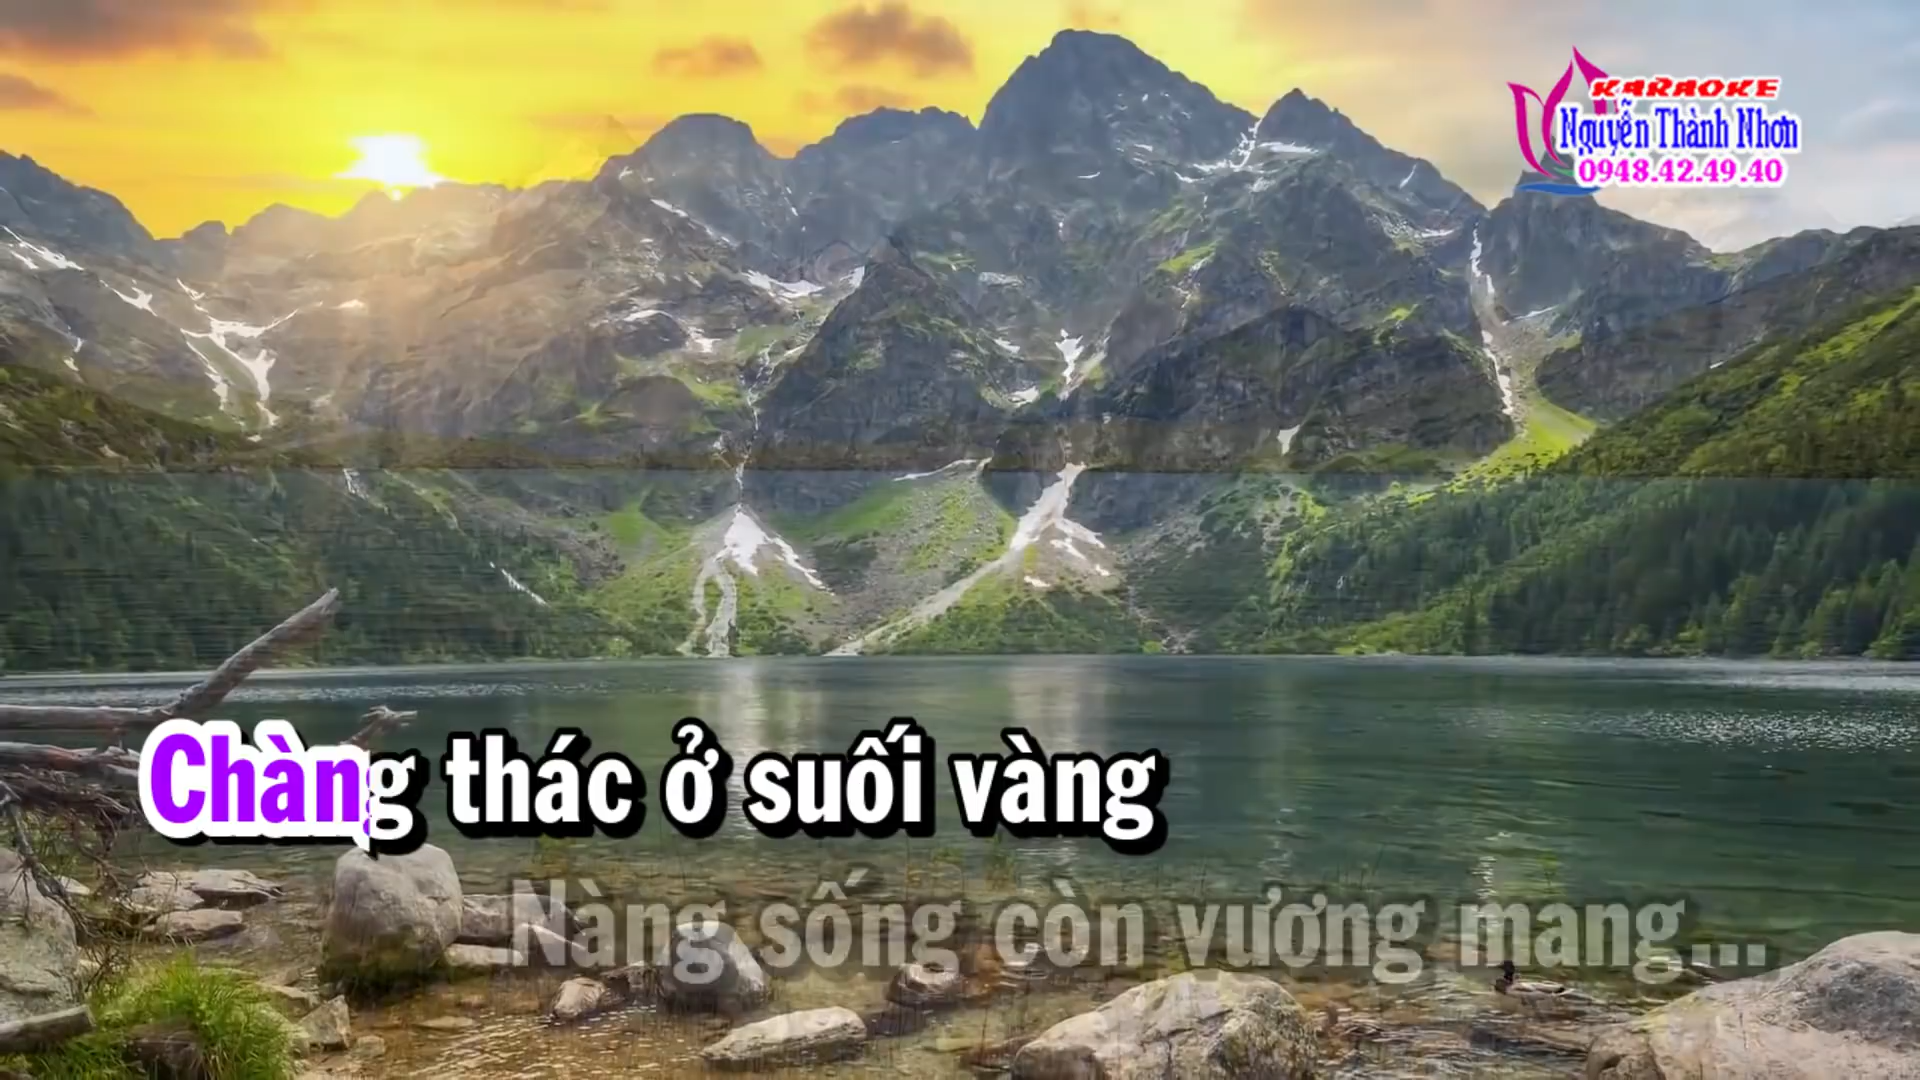 KARAOKE
Nguyễn Thành Nhơn
0948.42.49.40
Chàng thác ở suối vàng
Nàng sống còn vương mang...